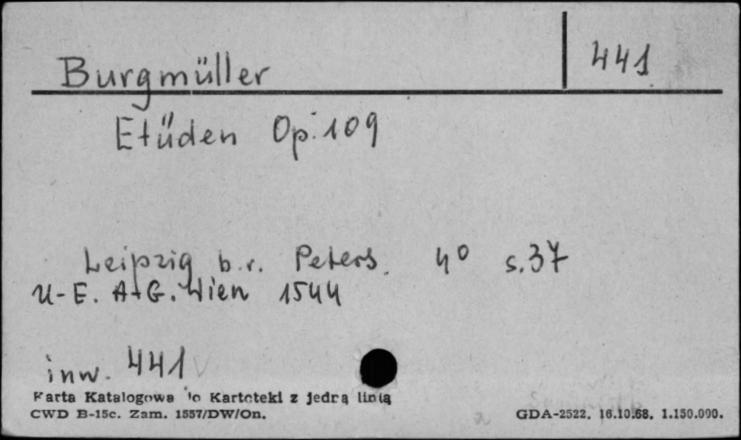 Burgmüller 441
Etüden Op. 109
Leipzig b.r. Peters. 4° s. 37
U-E. A-G. Wien 1544
inw. 441
Karta Katalogowa do Kartoteki z jedną linią
CWD B-15c. Zam. 1557/DW/On. GDA-2522. 16.10.68. 1.150.000.